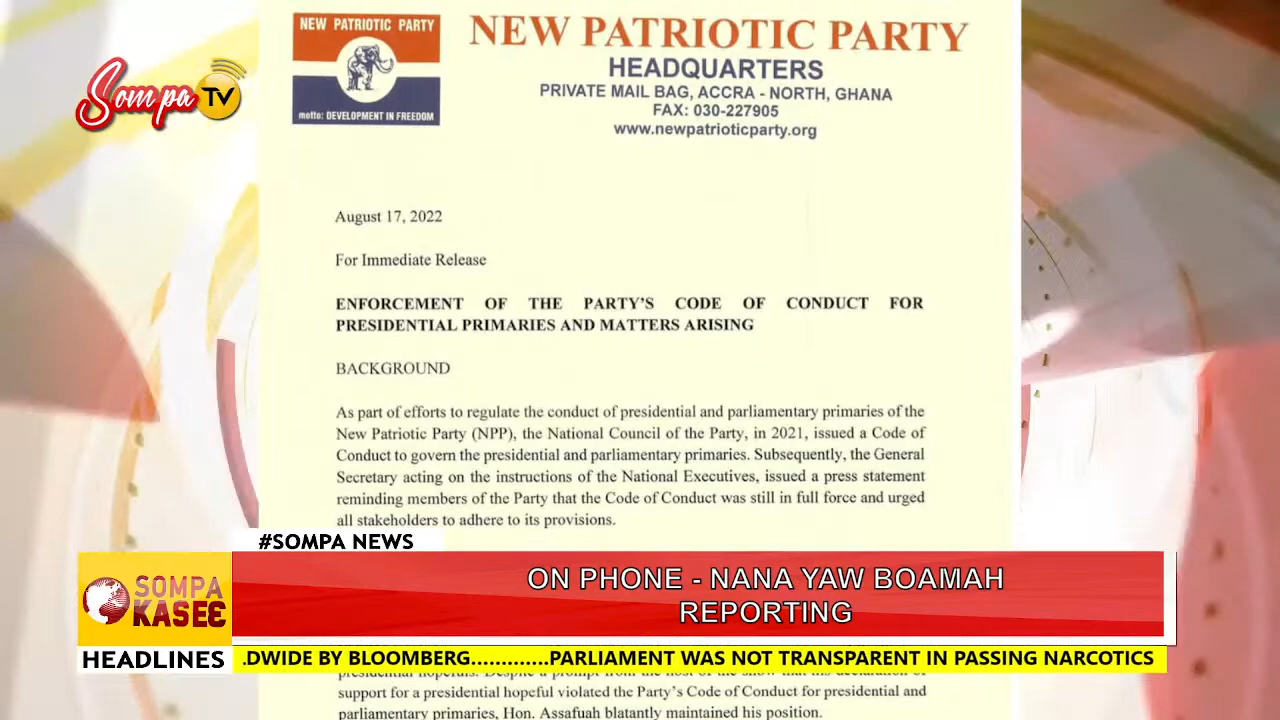 NEW PATRIOTIC PARTY
NEW PATRIOTIC PARTY
HEADQUARTERS
PRIVATE MAIL BAG, ACCRA - NORTH, GHANA
FAX: 030-227905
www.newpatrioticparty.org
motto: DEVELOPMENT IN FREEDOM
Sompa TV
August 17, 2022
For Immediate Release
ENFORCEMENT OF THE PARTY'S CODE OF CONDUCT FOR
PRESIDENTIAL PRIMARIES AND MATTERS ARISING
BACKGROUND
As part of efforts to regulate the conduct of presidential and parliamentary primaries of the
New Patriotic Party (NPP), the National Council of the Party, in 2021, issued a Code of
Conduct to govern the presidential and parliamentary primaries. Subsequently, the General
Secretary acting on the instructions of the National Executives, issued a press statement
reminding members of the Party that the Code of Conduct was still in full force and urged
all stakeholders to adhere to its provisions.
#SOMPA NEWS
SOMPA
KASEƐ
ON PHONE - NANA YAW BOAMAH
REPORTING
HEADLINES
.DWIDE BY BLOOMBERG.............PARLIAMENT WAS NOT TRANSPARENT IN PASSING NARCOTICS
support for a presidential hopeful violated the Party's Code of Conduct for presidential and
parliamentary primaries, Hon. Assafuah blatantly maintained his position.